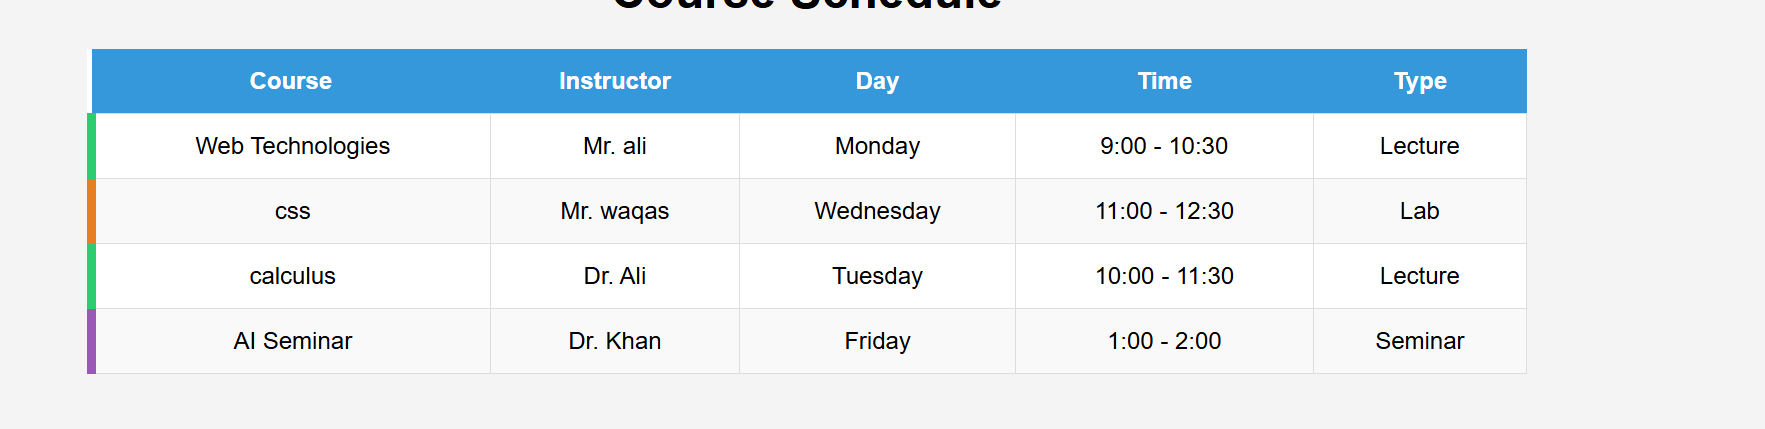 Course Schedule
Course Instructor Day Time Type
Web Technologies Mr. ali Monday 9:00 - 10:30 Lecture
css Mr. waqas Wednesday 11:00 - 12:30 Lab
calculus Dr. Ali Tuesday 10:00 - 11:30 Lecture
AI Seminar Dr. Khan Friday 1:00 - 2:00 Seminar